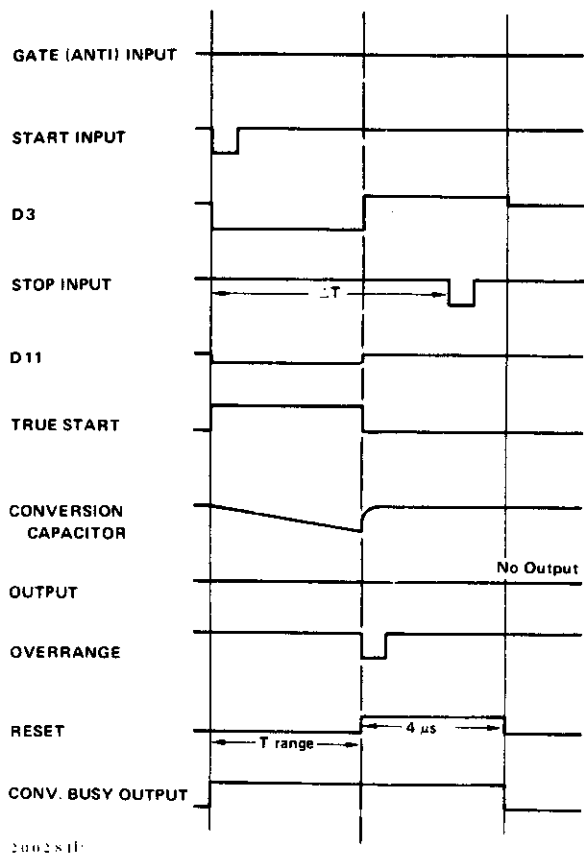 GATE (ANTI) INPUT
START INPUT
D3
STOP INPUT
ΔT
D11
TRUE START
CONVERSION
CAPACITOR
No Output
OUTPUT
OVERRANGE
RESET
4 μs
T range
CONV. BUSY OUTPUT